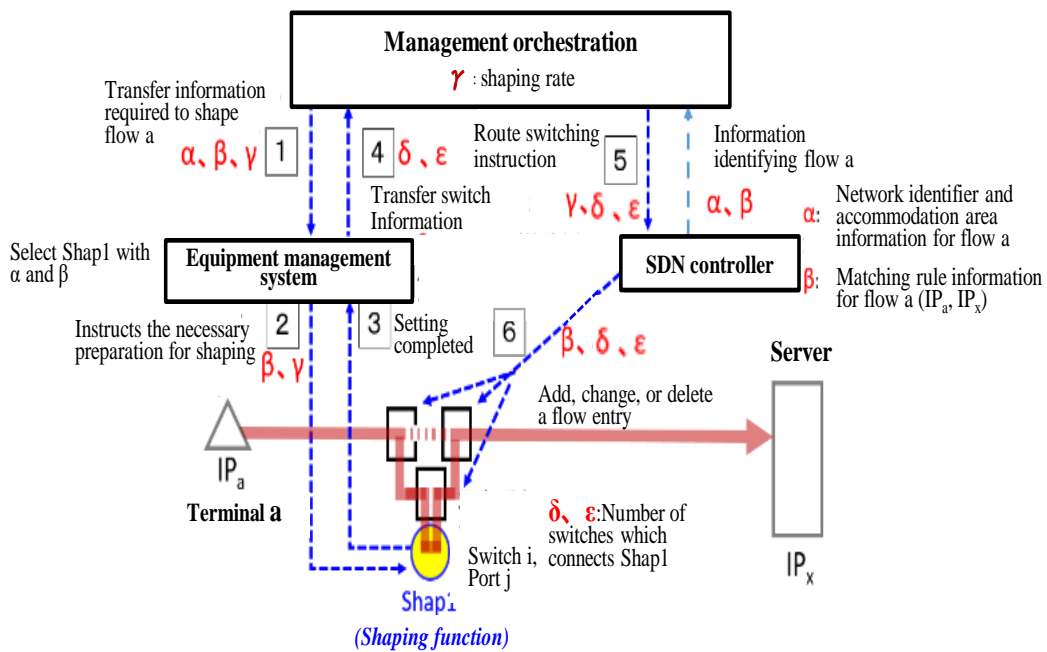 Management orchestration
γ : shaping rate
Transfer information
required to shape
flow a
α、β、γ
1
4
δ、ε
Transfer switch
Information
Route switching
instruction
5
γ、δ、ε
Information
identifying flow a
α、β
α: Network identifier and
accommodation area
information for flow a
β: Matching rule information
for flow a (IPa, IPx)
Select Shap1 with
α and β
Equipment management
system
SDN controller
Instructs the necessary
preparation for shaping
2
β、γ
3
Setting
completed
6
β、δ、ε
Add, change, or delete
a flow entry
Server
IPa
Terminal a
δ、ε:Number of
switches which
connects Shap1
Switch i,
Port j
IPx
Shap1
(Shaping function)